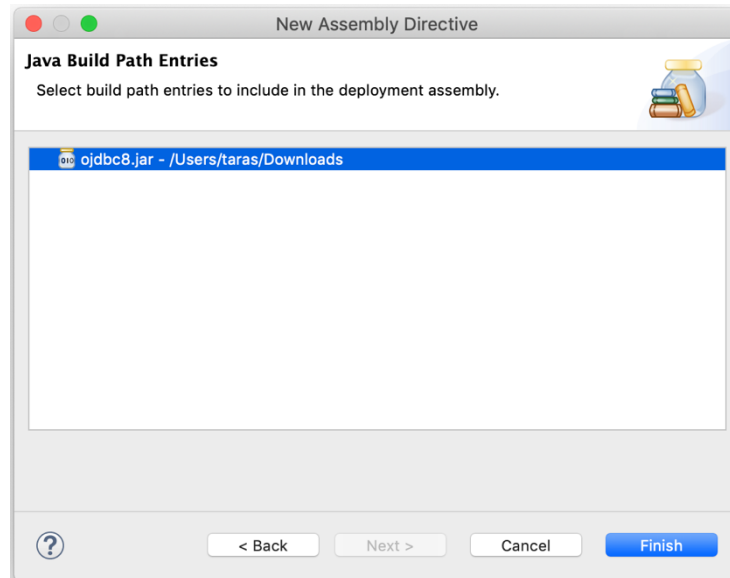 New Assembly Directive
Java Build Path Entries
Select build path entries to include in the deployment assembly.
010 ojdbc8.jar - /Users/taras/Downloads
? < Back Next > Cancel Finish